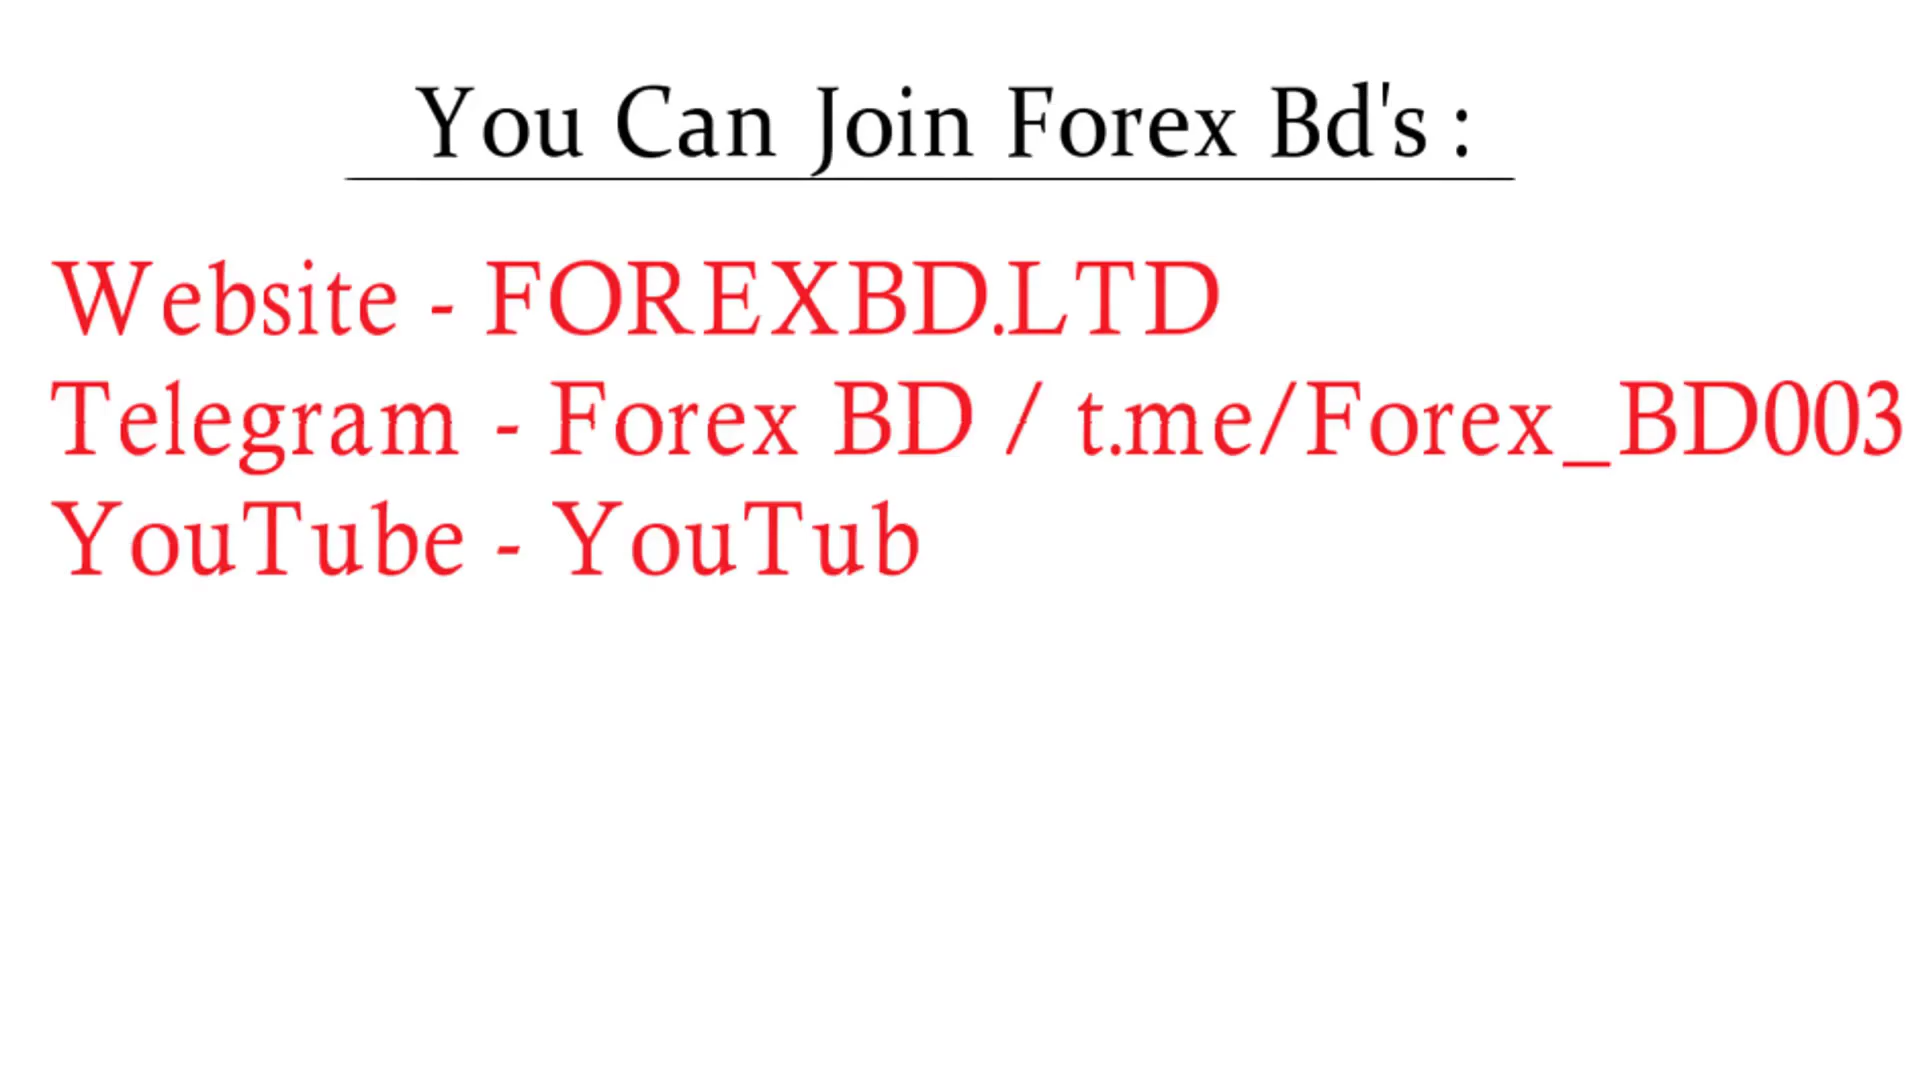 You Can Join Forex Bd's :
Website - FOREXBD.LTD
Telegram - Forex BD / t.me/Forex_BD003
YouTube - YouTub